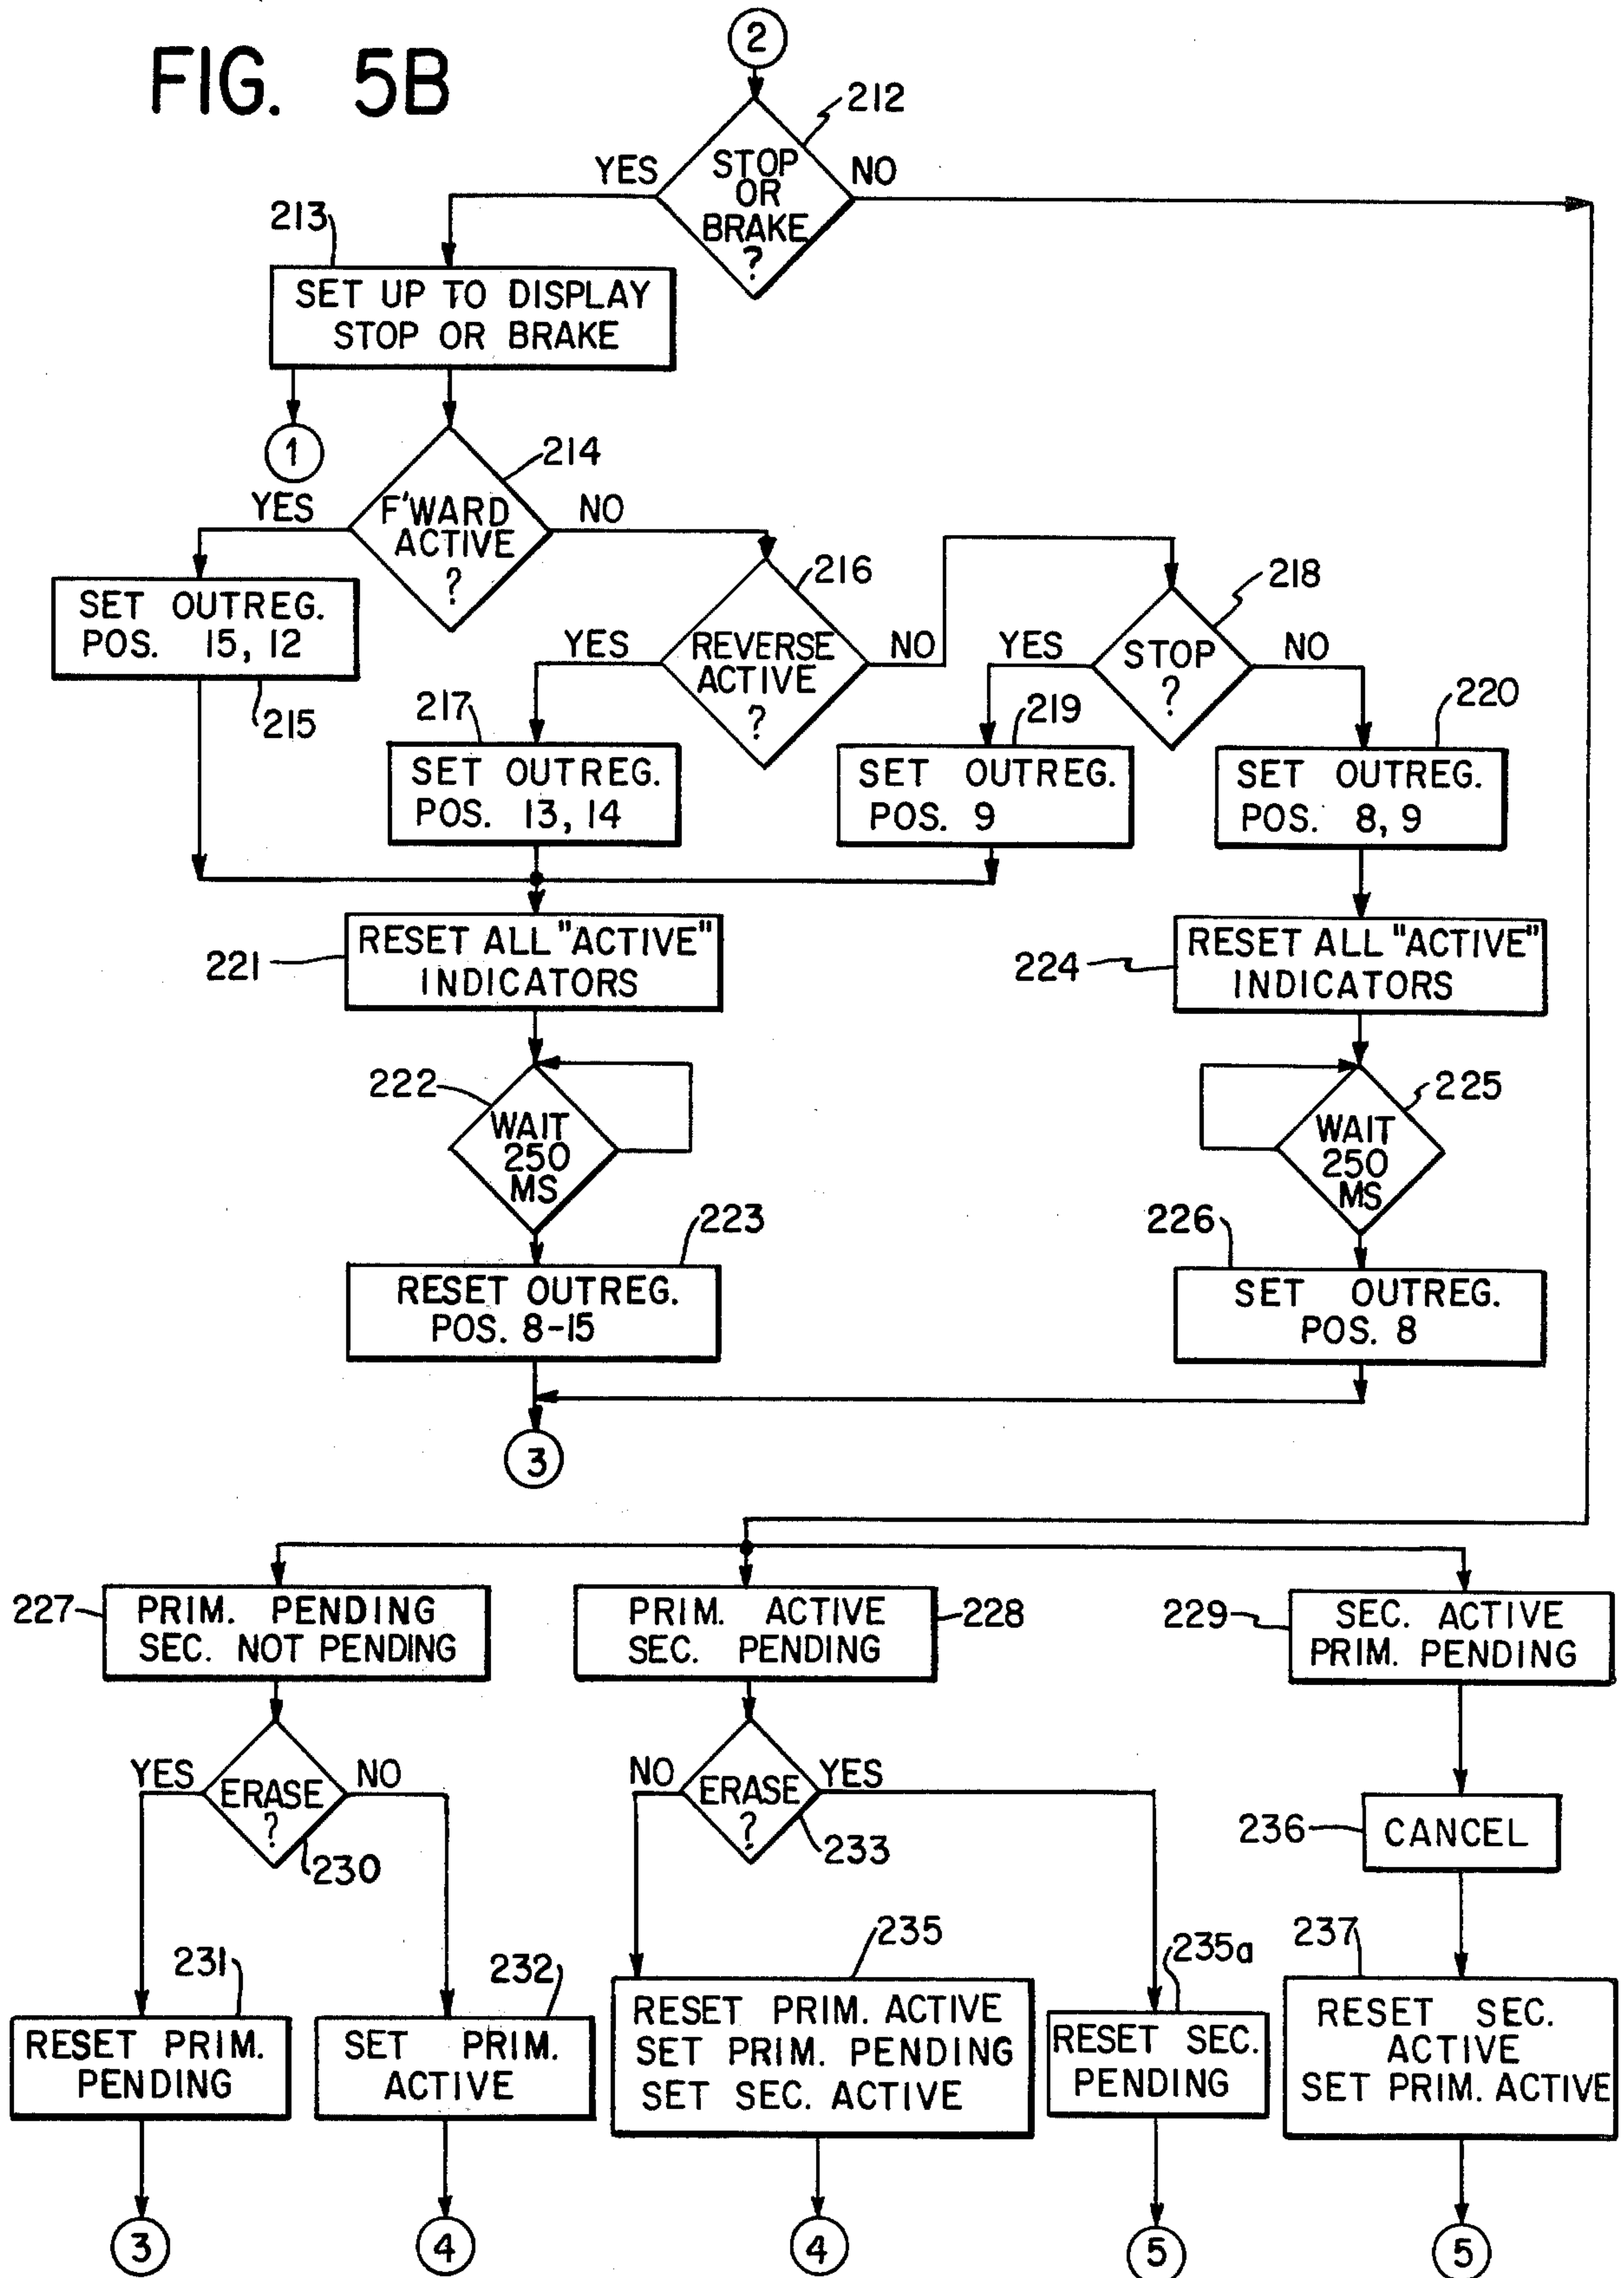 FIG. 5B
2
212
STOP
OR
BRAKE
?
YES
NO
213
SET UP TO DISPLAY
STOP OR BRAKE
1
214
F'WARD
ACTIVE
?
YES
NO
SET OUTREG.
POS. 15, 12
215
216
REVERSE
ACTIVE
?
YES
NO
217
SET OUTREG.
POS. 13, 14
218
STOP
?
YES
NO
219
SET OUTREG.
POS. 9
220
SET OUTREG.
POS. 8, 9
221
RESET ALL "ACTIVE"
INDICATORS
224
RESET ALL "ACTIVE"
INDICATORS
222
WAIT
250
MS
225
WAIT
250
MS
223
RESET OUTREG.
POS. 8-15
226
SET OUTREG.
POS. 8
3
227
PRIM. PENDING
SEC. NOT PENDING
PRIM. ACTIVE
SEC. PENDING
228
229
SEC. ACTIVE
PRIM. PENDING
YES
ERASE
?
NO
230
NO
ERASE
?
YES
233
236
CANCEL
231
RESET PRIM.
PENDING
232
SET PRIM.
ACTIVE
235
RESET PRIM. ACTIVE
SET PRIM. PENDING
SET SEC. ACTIVE
235a
RESET SEC.
PENDING
237
RESET SEC.
ACTIVE
SET PRIM. ACTIVE
3
4
4
5
5